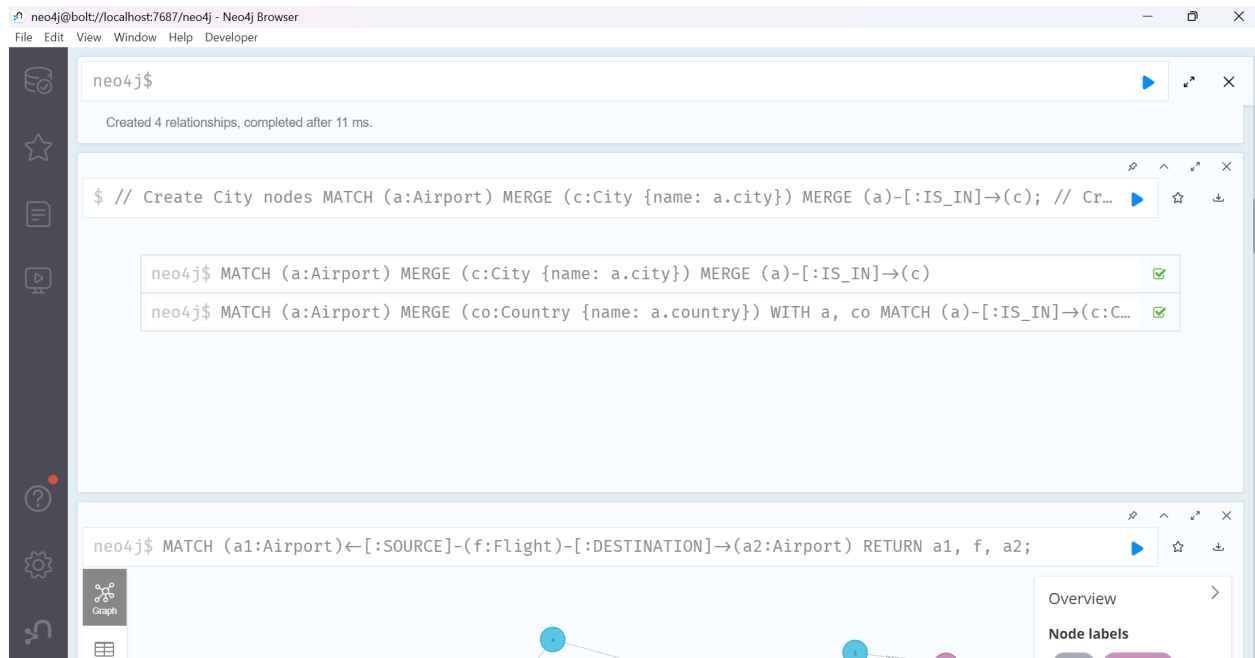 neo4j@bolt://localhost:7687/neo4j - Neo4j Browser
File Edit View Window Help Developer
neo4j$
Created 4 relationships, completed after 11 ms.
$ // Create City nodes MATCH (a:Airport) MERGE (c:City {name: a.city}) MERGE (a)-[:IS_IN]→(c); // Cr…
neo4j$ MATCH (a:Airport) MERGE (c:City {name: a.city}) MERGE (a)-[:IS_IN]→(c)
neo4j$ MATCH (a:Airport) MERGE (co:Country {name: a.country}) WITH a, co MATCH (a)-[:IS_IN]→(c:C…
neo4j$ MATCH (a1:Airport)←[:SOURCE]-(f:Flight)-[:DESTINATION]→(a2:Airport) RETURN a1, f, a2;
Graph
Overview
Node labels